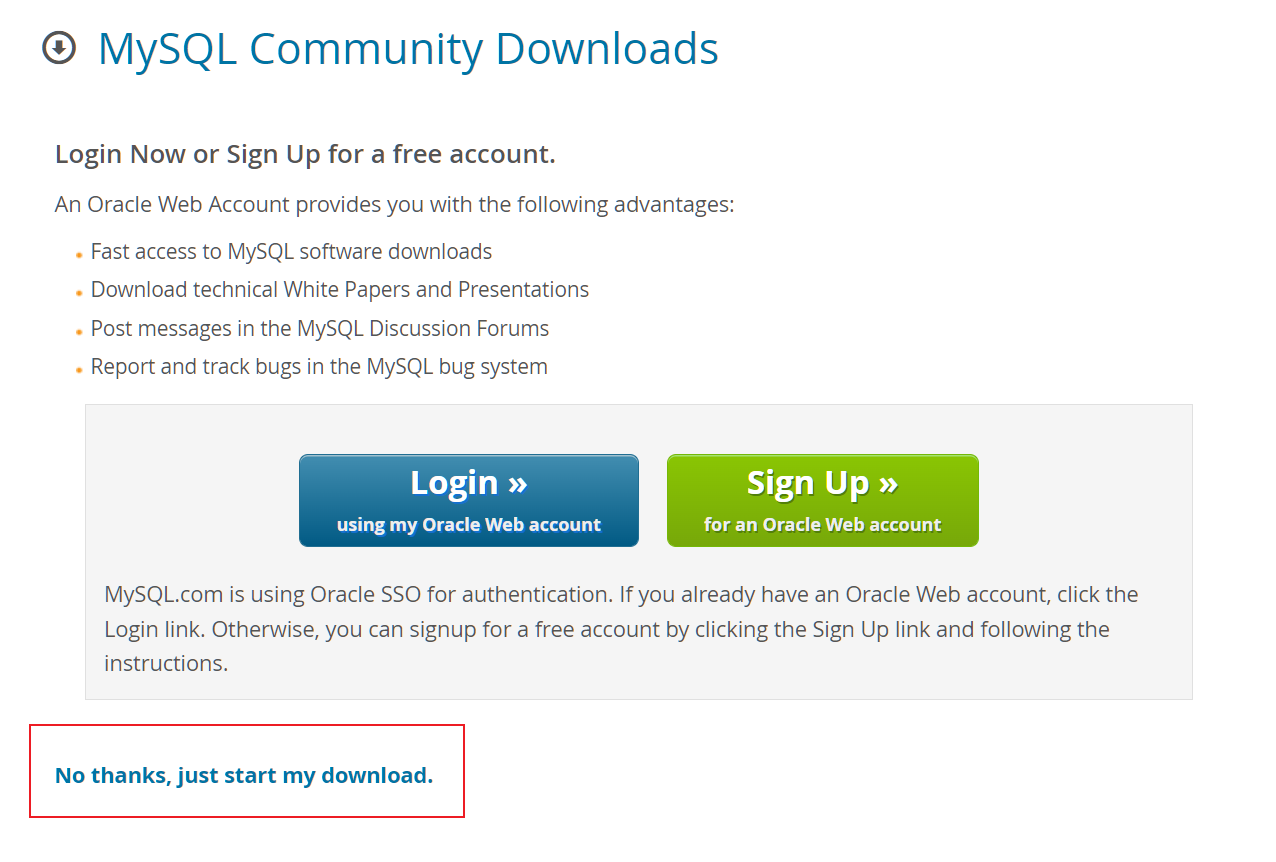 MySQL Community Downloads
Login Now or Sign Up for a free account.
An Oracle Web Account provides you with the following advantages:
Fast access to MySQL software downloads
Download technical White Papers and Presentations
Post messages in the MySQL Discussion Forums
Report and track bugs in the MySQL bug system
Login »
using my Oracle Web account
Sign Up »
for an Oracle Web account
MySQL.com is using Oracle SSO for authentication. If you already have an Oracle Web account, click the
Login link. Otherwise, you can signup for a free account by clicking the Sign Up link and following the
instructions.
No thanks, just start my download.